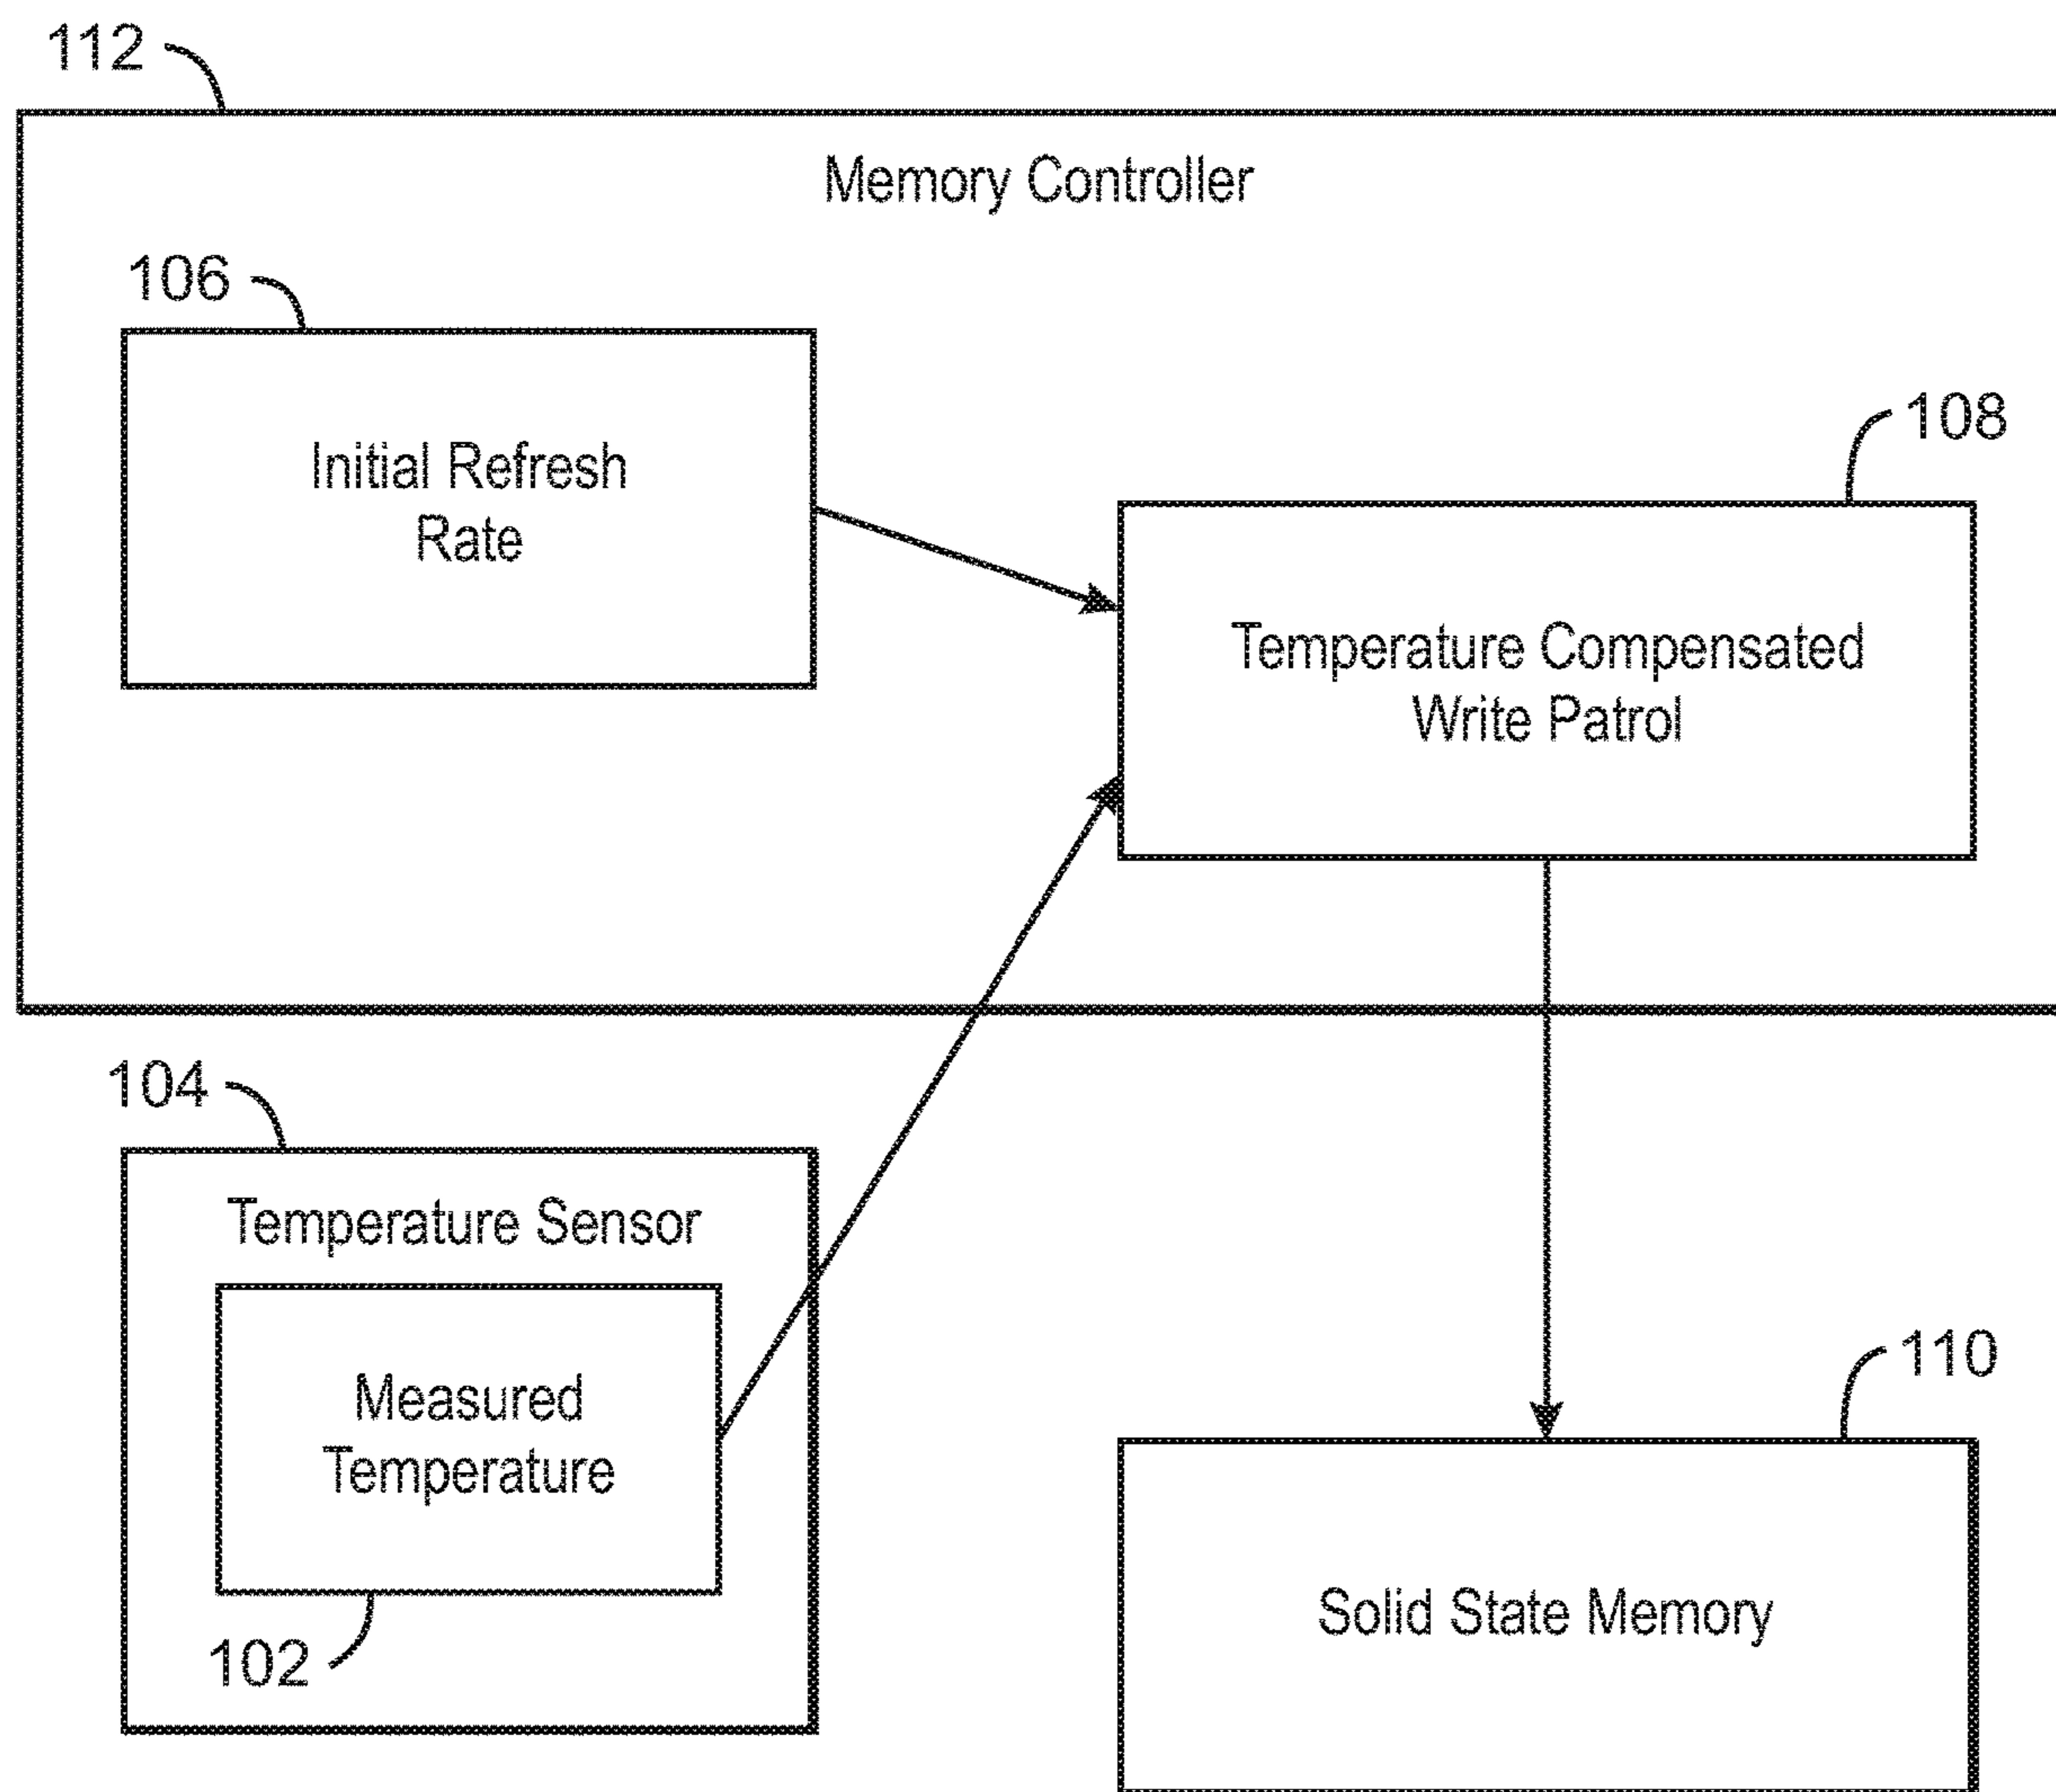 112
Memory Controller
106
Initial Refresh
Rate
108
Temperature Compensated
Write Patrol
104
Temperature Sensor
Measured
Temperature
102
110
Solid State Memory